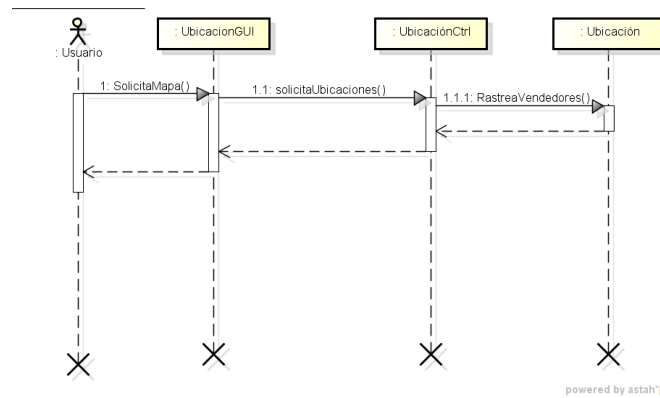 : Usuario
: UbicacionGUI
: UbicaciónCtrl
: Ubicación
1: SolicitaMapa()
1.1: solicitaUbicaciones()
1.1.1: RastreaVendedores()
powered by astah*